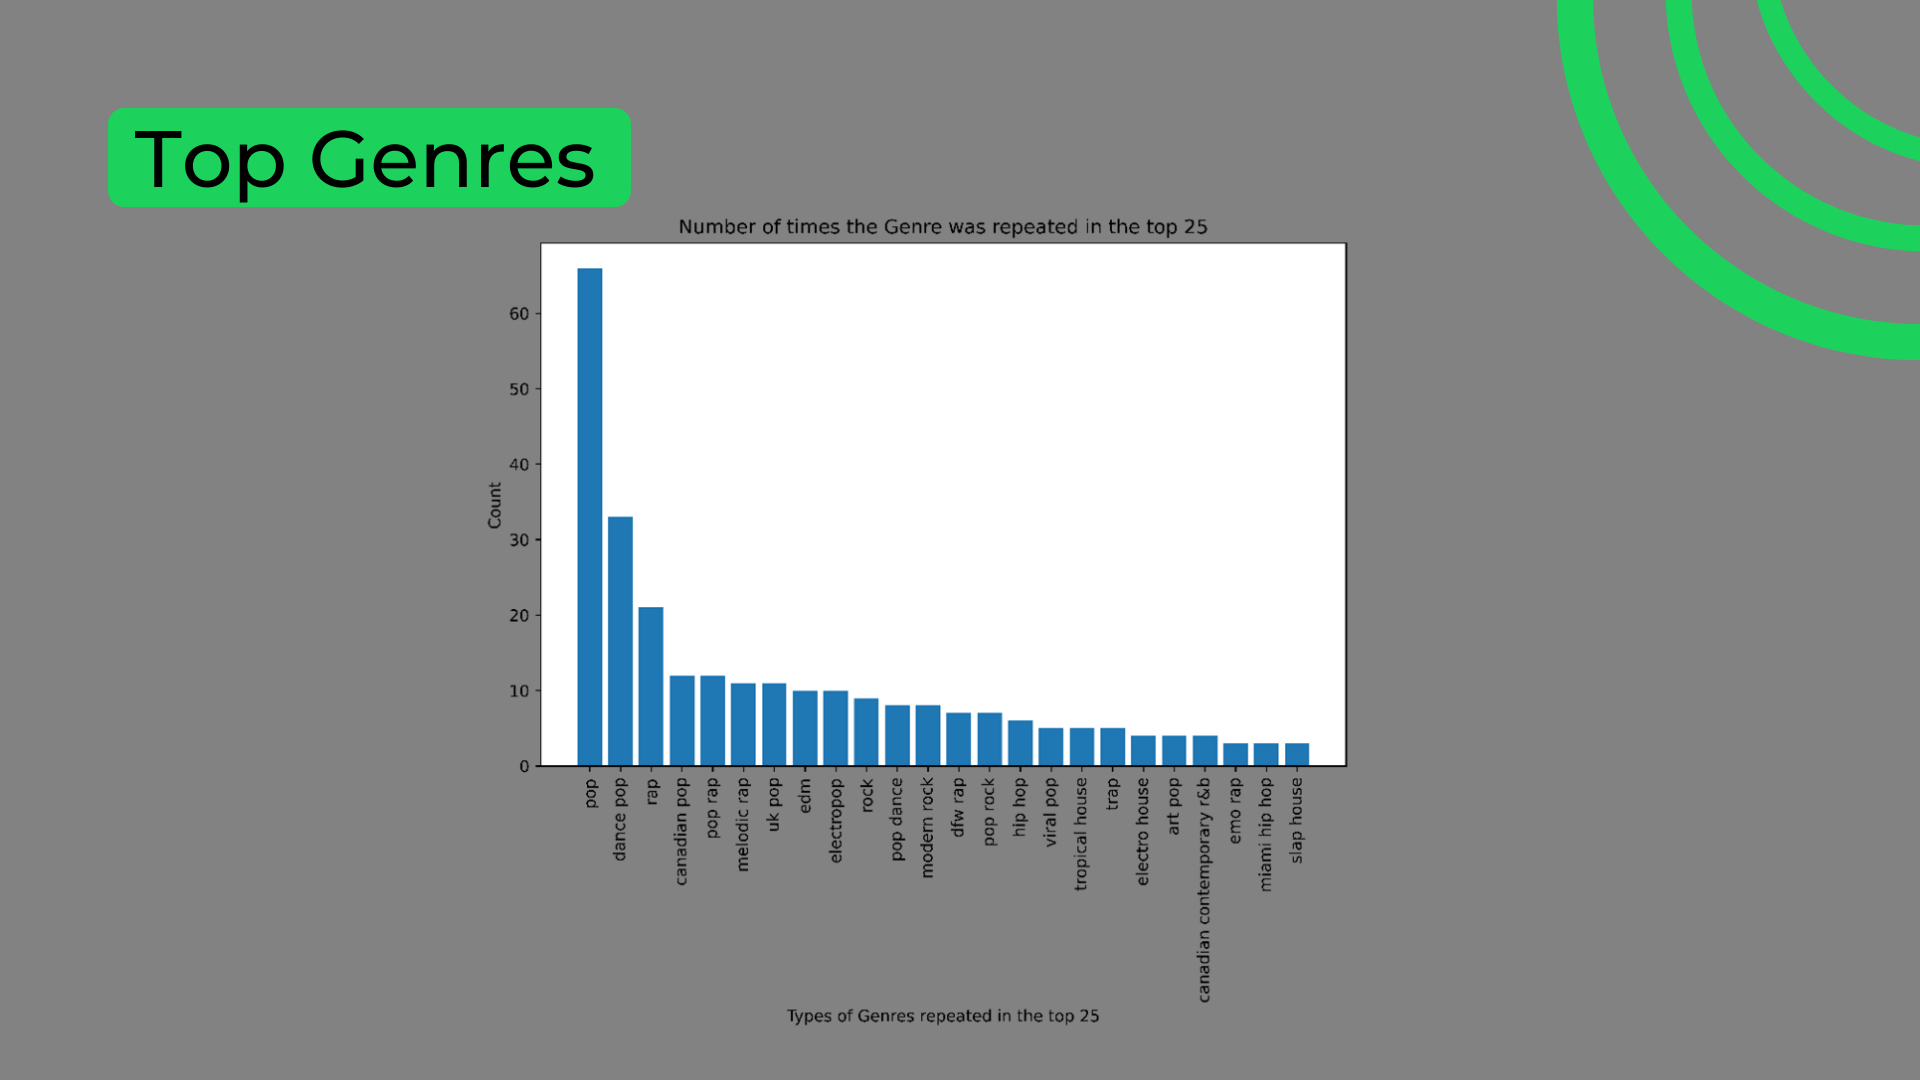 Top Genres
Number of times the Genre was repeated in the top 25
Count
60
50
40
30
20
10
0
pop
dance pop
rap
canadian pop
pop rap
melodic rap
uk pop
edm
electropop
rock
pop dance
modern rock
dfw rap
pop rock
hip hop
viral pop
tropical house
trap
electro house
art pop
canadian contemporary r&b
emo rap
miami hip hop
slap house
Types of Genres repeated in the top 25